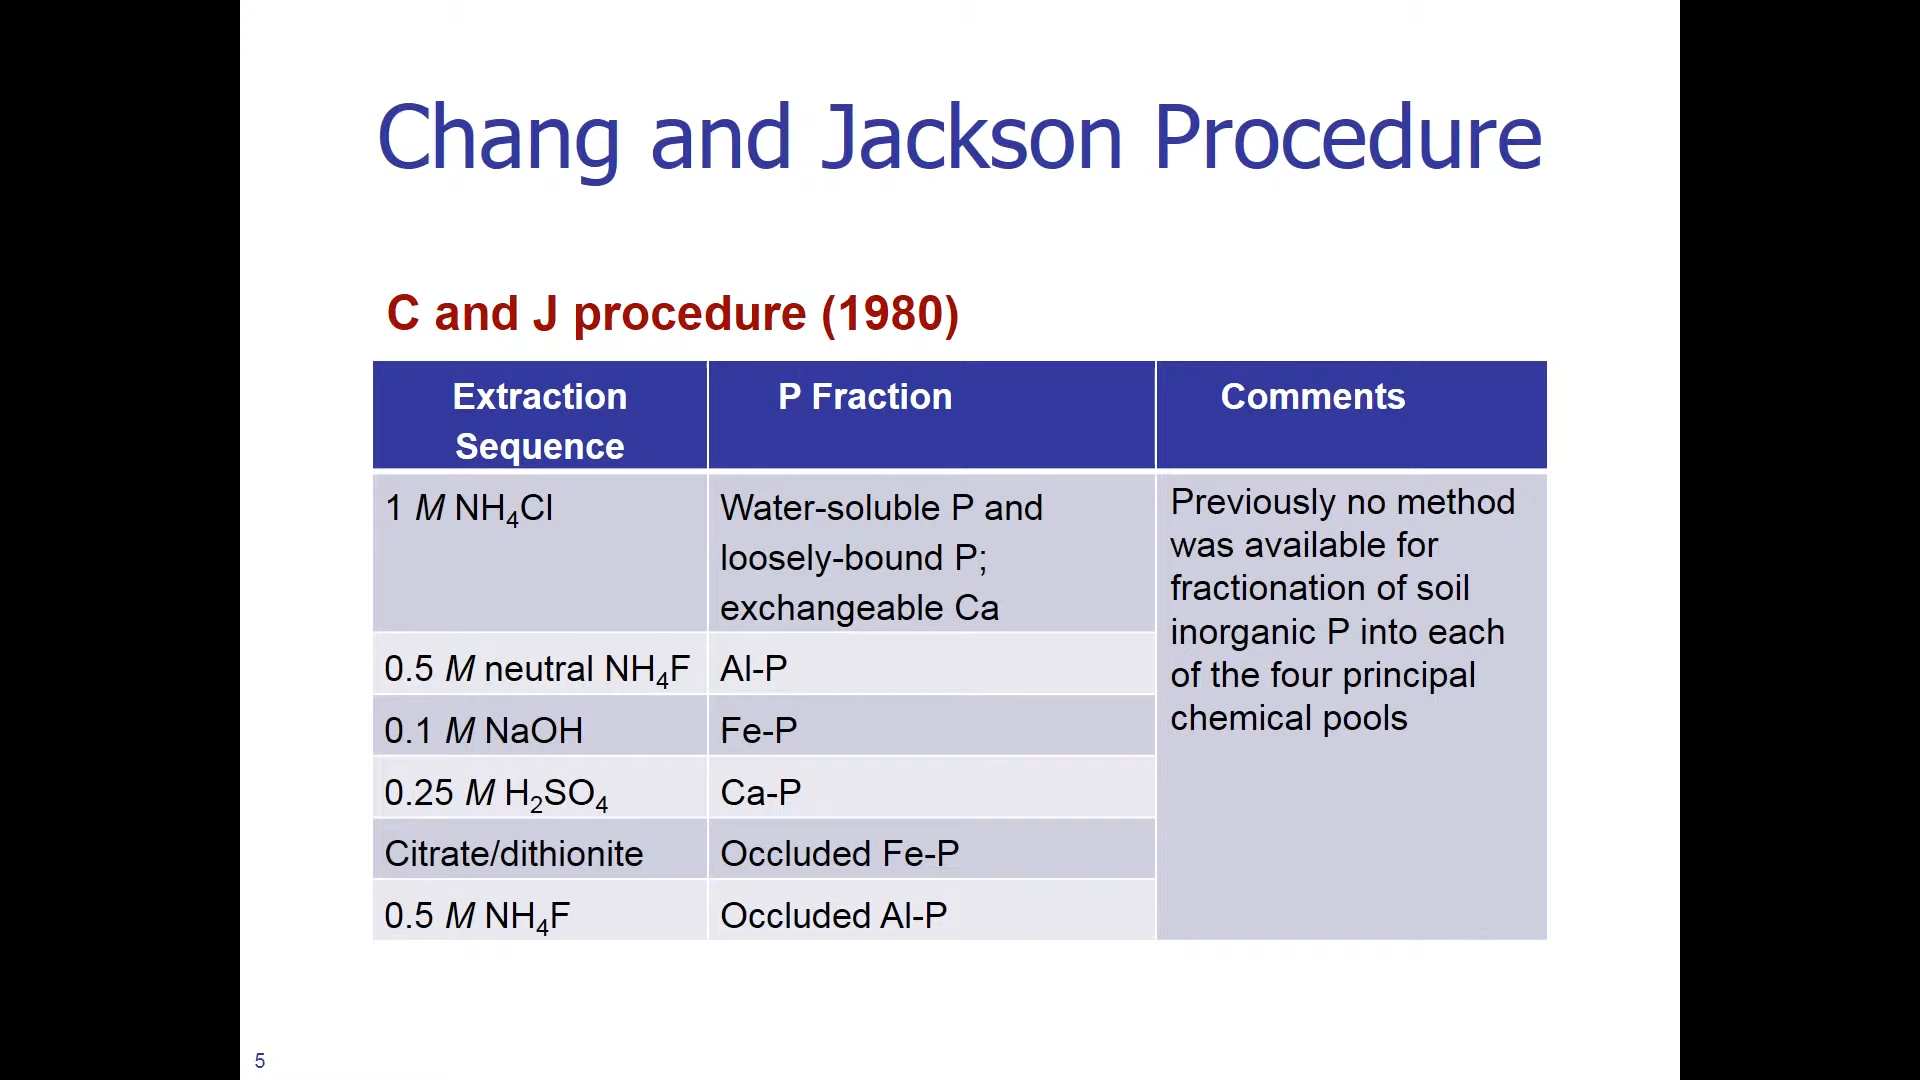 Chang and Jackson Procedure
C and J procedure (1980)
Extraction
Sequence
P Fraction
Comments
1 M NH₄Cl
Water-soluble P and
loosely-bound P;
exchangeable Ca
Previously no method
was available for
fractionation of soil
inorganic P into each
of the four principal
chemical pools
0.5 M neutral NH₄F
Al-P
0.1 M NaOH
Fe-P
0.25 M H₂SO₄
Ca-P
Citrate/dithionite
Occluded Fe-P
0.5 M NH₄F
Occluded Al-P
5